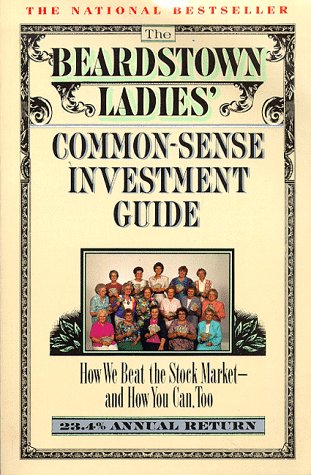 THE NATIONAL BESTSELLER
The
BEARDSTOWN
LADIES'
COMMON-SENSE
INVESTMENT
GUIDE
How We Beat the Stock Market—
and How You Can, Too
23.4% ANNUAL RETURN